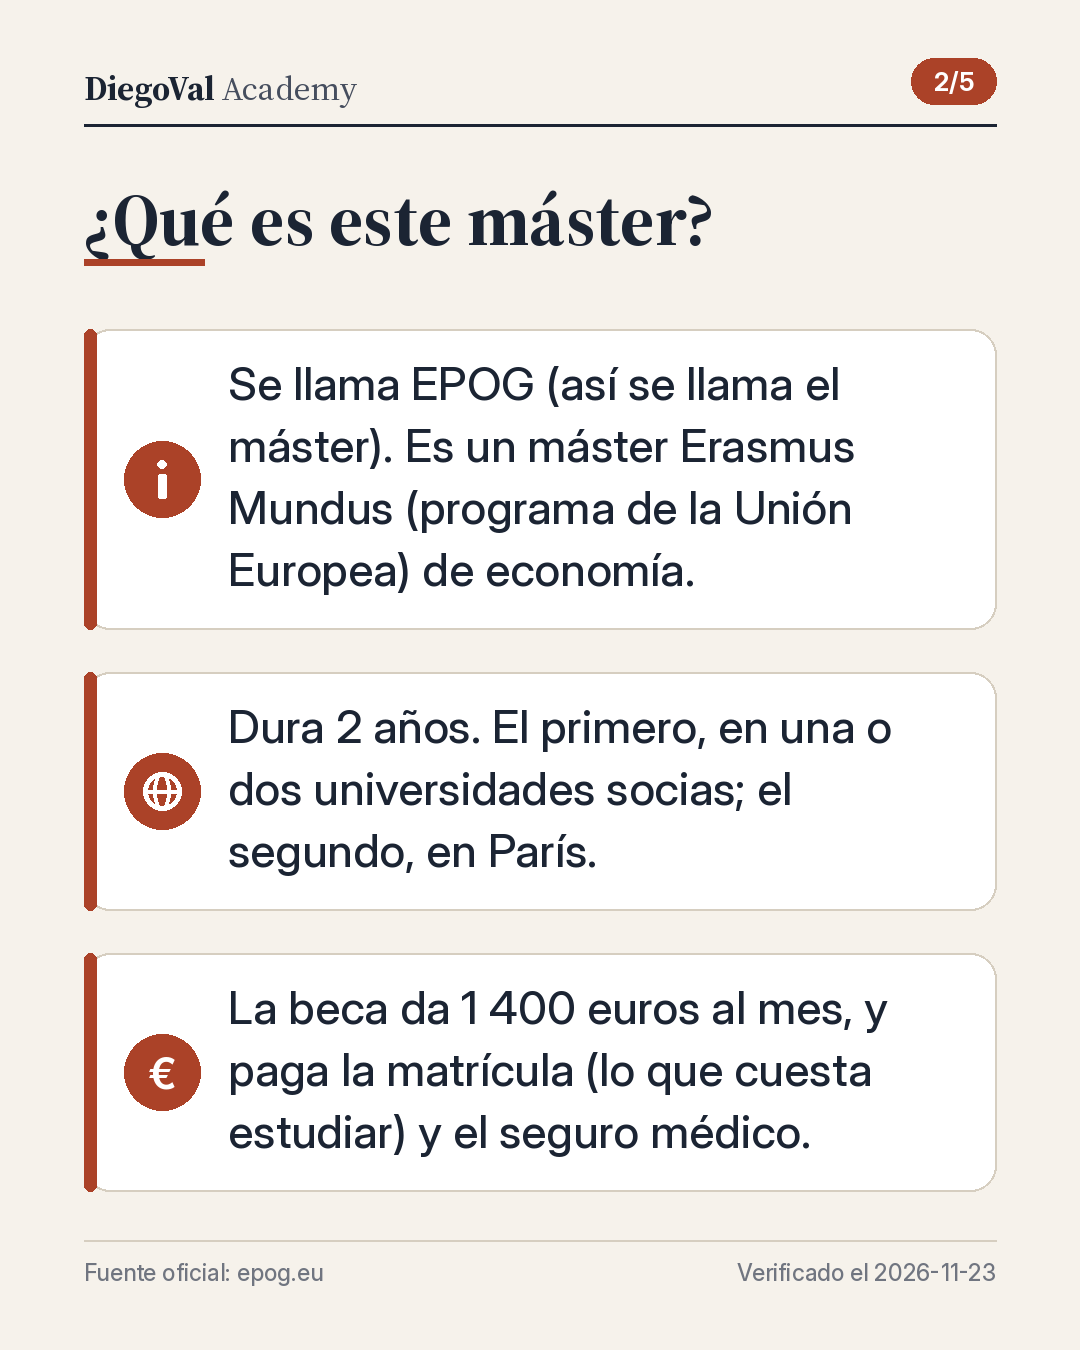 DiegoVal Academy
2/5
¿Qué es este máster?
Se llama EPOG (así se llama el
máster). Es un máster Erasmus
Mundus (programa de la Unión
Europea) de economía.
Dura 2 años. El primero, en una o
dos universidades socias; el
segundo, en París.
€
La beca da 1 400 euros al mes, y
paga la matrícula (lo que cuesta
estudiar) y el seguro médico.
Fuente oficial: epog.eu
Verificado el 2026-11-23